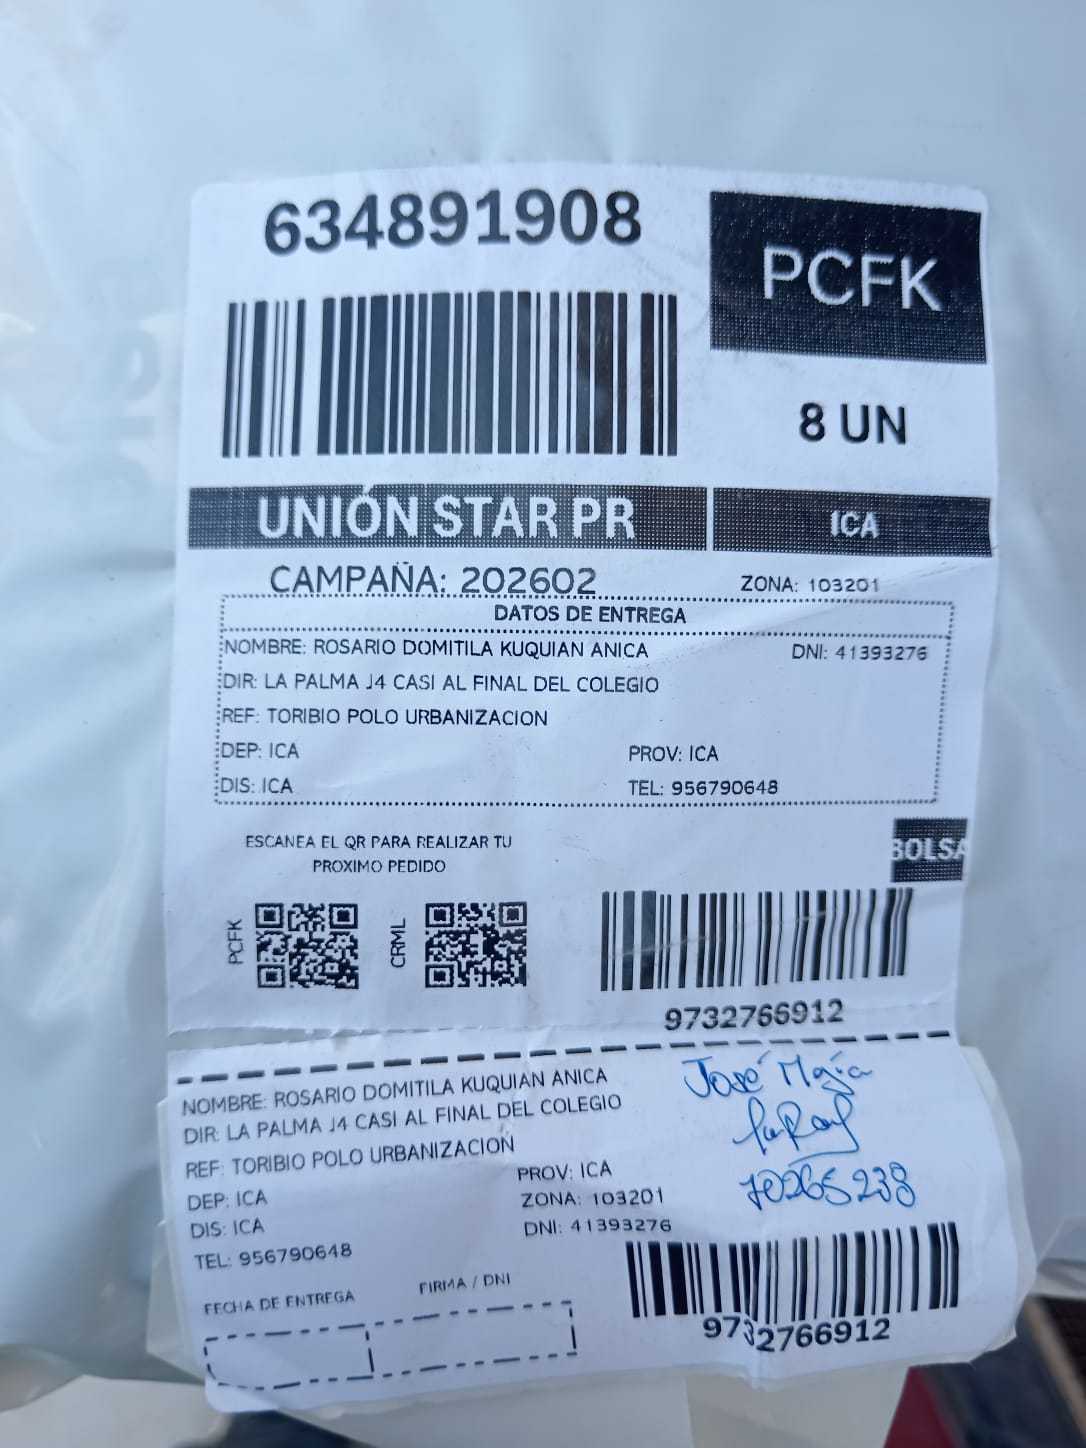 634891908
PCFK
8 UN
UNIÓN STAR PR
ICA
CAMPAÑA: 202602
ZONA: 103201
DATOS DE ENTREGA
NOMBRE: ROSARIO DOMITILA KUQUIAN ANICA
DNI: 41393276
DIR: LA PALMA J4 CASI AL FINAL DEL COLEGIO
REF: TORIBIO POLO URBANIZACION
DEP: ICA
PROV: ICA
DIS: ICA
TEL: 956790648
ESCANEA EL QR PARA REALIZAR TU
PROXIMO PEDIDO
BOLSA
PCFK
CRML
9732766912
NOMBRE: ROSARIO DOMITILA KUQUIAN ANICA
DIR: LA PALMA J4 CASI AL FINAL DEL COLEGIO
REF: TORIBIO POLO URBANIZACION
DEP: ICA
PROV: ICA
DIS: ICA
ZONA: 103201
TEL: 956790648
DNI: 41393276
José
70265238
FECHA DE ENTREGA
FIRMA / DNI
9732766912